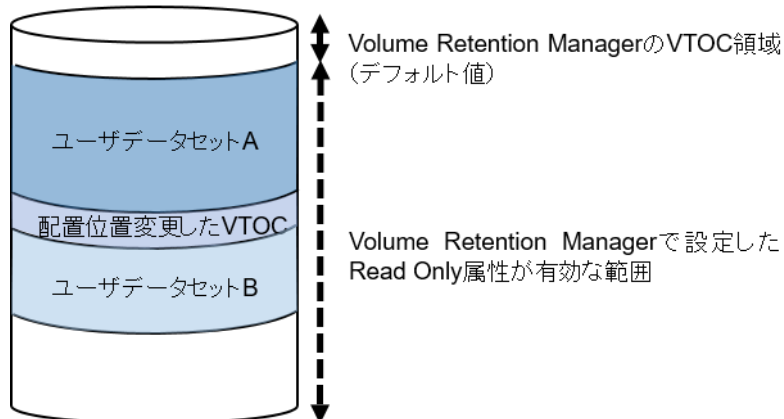 Volume Retention ManagerのVTOC領域
（デフォルト値）
ユーザデータセットA
配置位置変更したVTOC
ユーザデータセットB
Volume Retention Managerで設定した
Read Only属性が有効な範囲